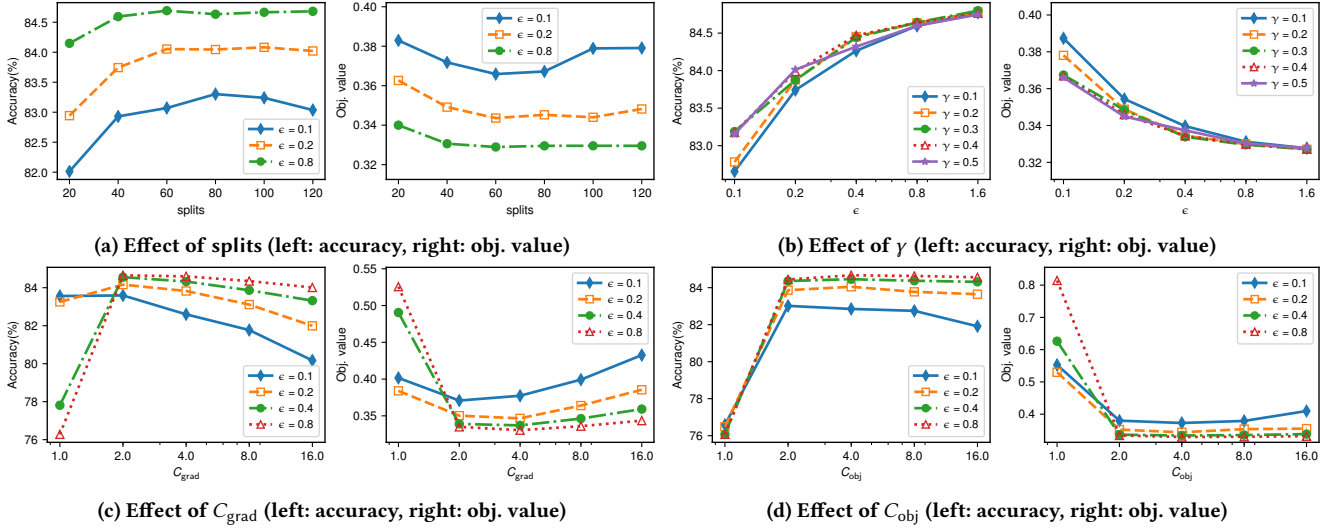 84.5
84.0
83.5
83.0
82.5
82.0
Accuracy(%)
20 40 60 80 100 120
splits
ϵ = 0.1
ϵ = 0.2
ϵ = 0.8
0.40
0.38
0.36
0.34
0.32
Obj. value
20 40 60 80 100 120
splits
ϵ = 0.1
ϵ = 0.2
ϵ = 0.8
(a) Effect of splits (left: accuracy, right: obj. value)
84.5
84.0
83.5
83.0
Accuracy(%)
0.1 0.2 0.4 0.8 1.6
ϵ
γ = 0.1
γ = 0.2
γ = 0.3
γ = 0.4
γ = 0.5
0.40
0.38
0.36
0.34
0.32
Obj. value
0.1 0.2 0.4 0.8 1.6
ϵ
γ = 0.1
γ = 0.2
γ = 0.3
γ = 0.4
γ = 0.5
(b) Effect of γ (left: accuracy, right: obj. value)
84
82
80
78
76
Accuracy(%)
1.0 2.0 4.0 8.0 16.0
C_grad
ϵ = 0.1
ϵ = 0.2
ϵ = 0.4
ϵ = 0.8
0.55
0.50
0.45
0.40
0.35
Obj. value
1.0 2.0 4.0 8.0 16.0
C_grad
ϵ = 0.1
ϵ = 0.2
ϵ = 0.4
ϵ = 0.8
(c) Effect of C_grad (left: accuracy, right: obj. value)
84
82
80
78
76
Accuracy(%)
1.0 2.0 4.0 8.0 16.0
C_obj
ϵ = 0.1
ϵ = 0.2
ϵ = 0.4
ϵ = 0.8
0.8
0.7
0.6
0.5
0.4
Obj. value
1.0 2.0 4.0 8.0 16.0
C_obj
ϵ = 0.1
ϵ = 0.2
ϵ = 0.4
ϵ = 0.8
(d) Effect of C_obj (left: accuracy, right: obj. value)